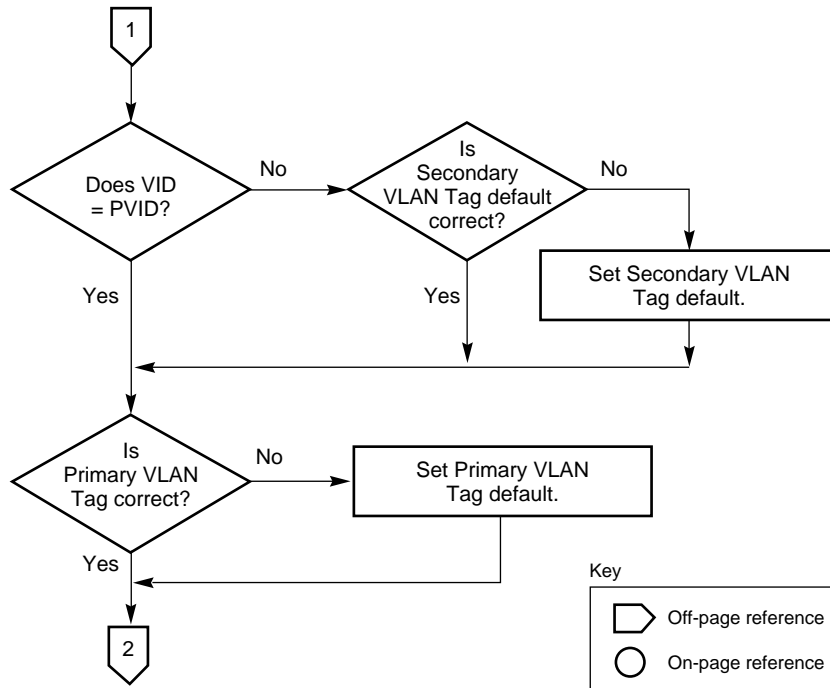 1
Does VID
= PVID?
No
Is
Secondary
VLAN Tag default
correct?
No
Set Secondary VLAN
Tag default.
Yes
Yes
Is
Primary VLAN
Tag correct?
No
Set Primary VLAN
Tag default.
Yes
2
Key
Off-page reference
On-page reference